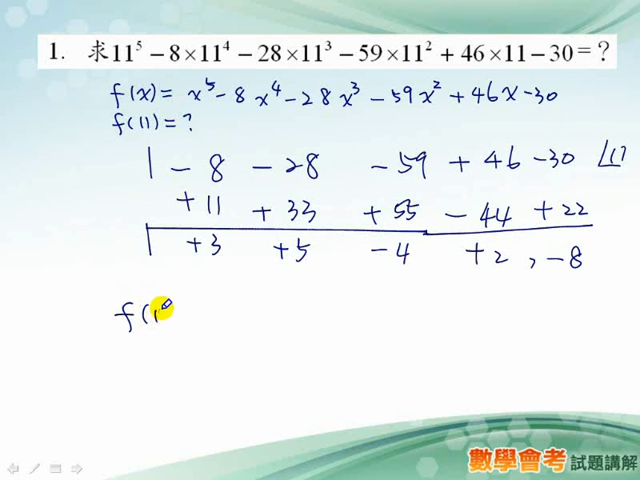 1. 求11⁵－8×11⁴－28×11³－59×11²＋46×11－30＝？
f(x) = x⁵ - 8x⁴ - 28x³ - 59x² + 46x - 30
f(11) = ?
1 - 8 - 28 - 59 + 46 - 30 11
+ 11 + 33 + 55 - 44 + 22
1 + 3 + 5 - 4 + 2 , - 8
f(1
數學會考試題講解